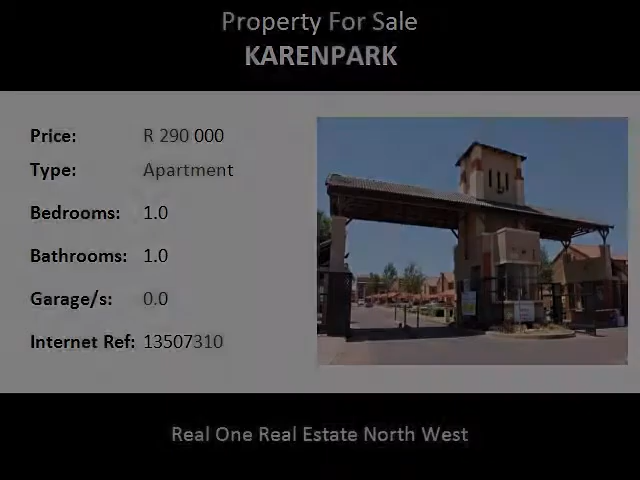 Property For Sale
KARENPARK
Price: R 290 000
Type: Apartment
Bedrooms: 1.0
Bathrooms: 1.0
Garage/s: 0.0
Internet Ref: 13507310
Real One Real Estate North West